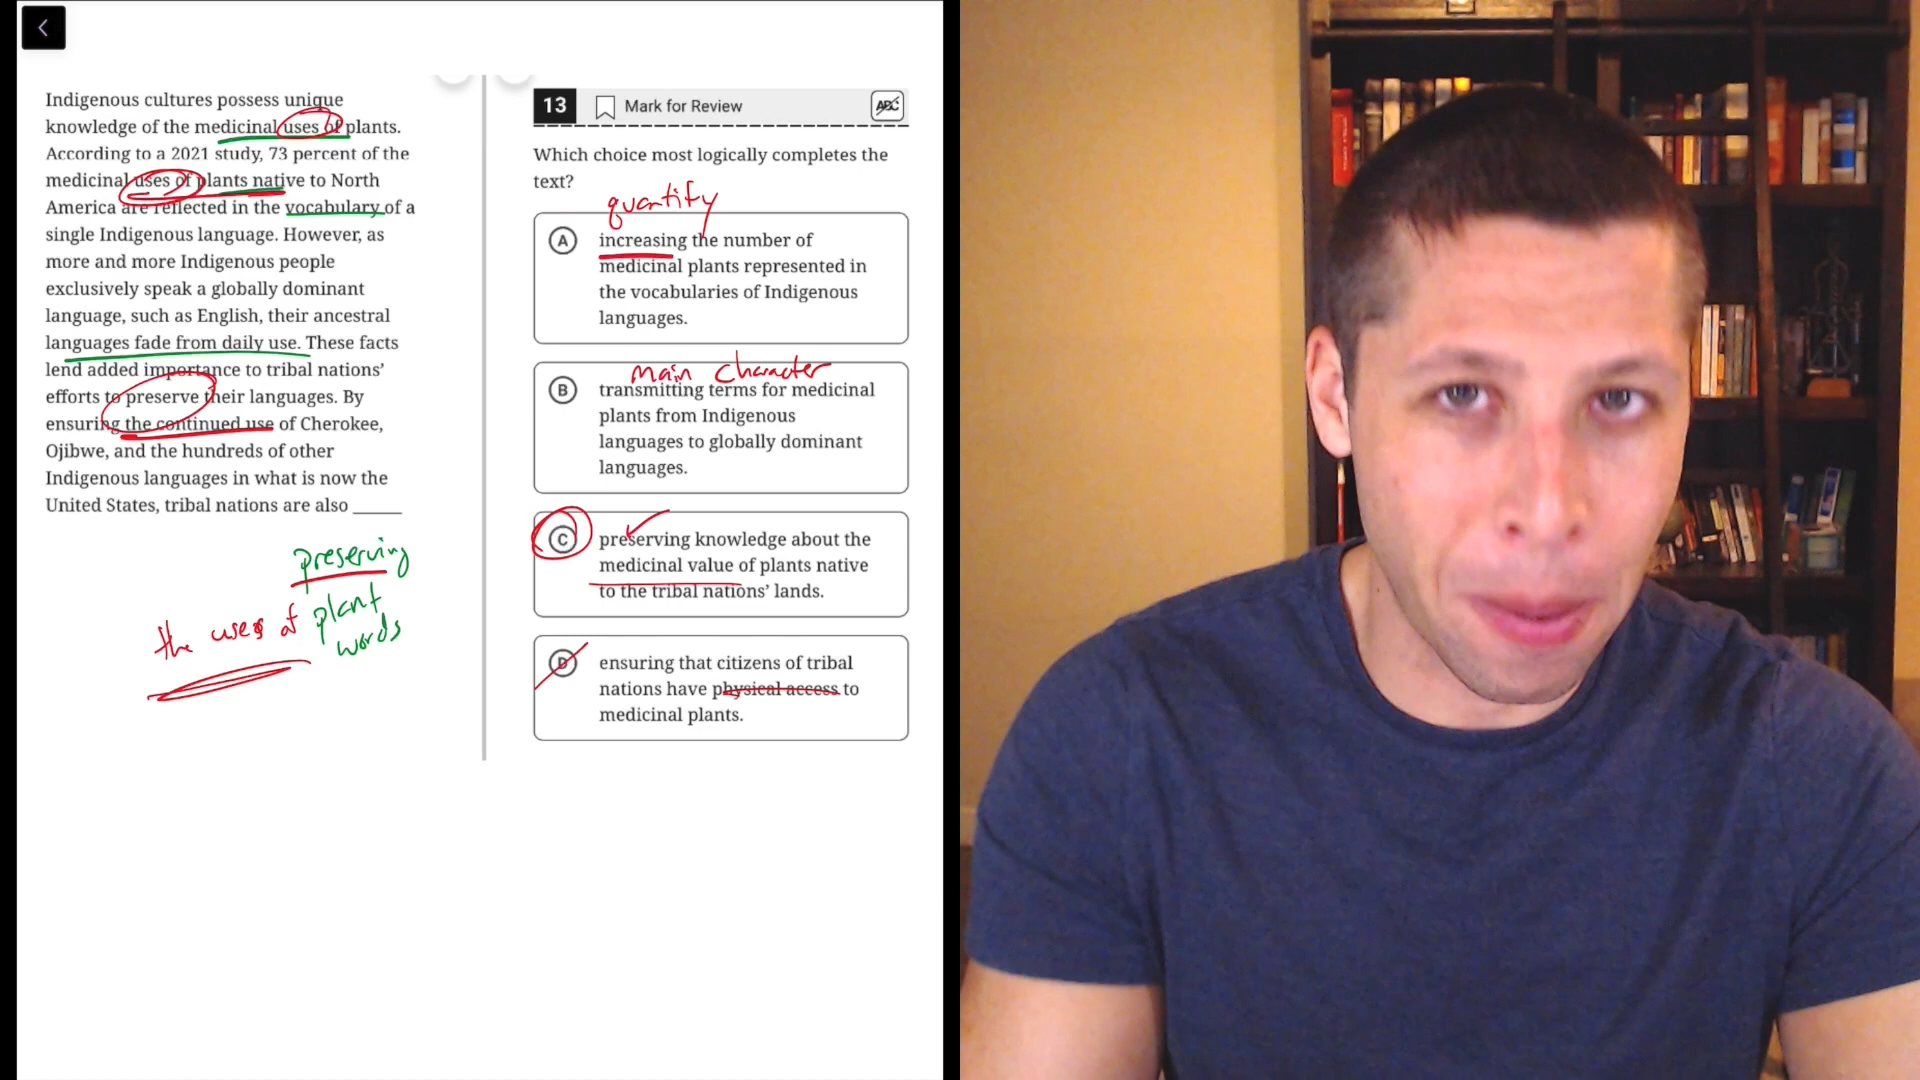 Indigenous cultures possess unique
knowledge of the medicinal uses of plants.
According to a 2021 study, 73 percent of the
medicinal uses of plants native to North
America are reflected in the vocabulary of a
single Indigenous language. However, as
more and more Indigenous people
exclusively speak a globally dominant
language, such as English, their ancestral
languages fade from daily use. These facts
lend added importance to tribal nations’
efforts to preserve their languages. By
ensuring the continued use of Cherokee,
Ojibwe, and the hundreds of other
Indigenous languages in what is now the
United States, tribal nations are also ______
preserving
the uses of plant
words
13 Mark for Review ABC
Which choice most logically completes the
text?
quantify
A increasing the number of
medicinal plants represented in
the vocabularies of Indigenous
languages.
main character
B transmitting terms for medicinal
plants from Indigenous
languages to globally dominant
languages.
C preserving knowledge about the
medicinal value of plants native
to the tribal nations’ lands.
D ensuring that citizens of tribal
nations have physical access to
medicinal plants.